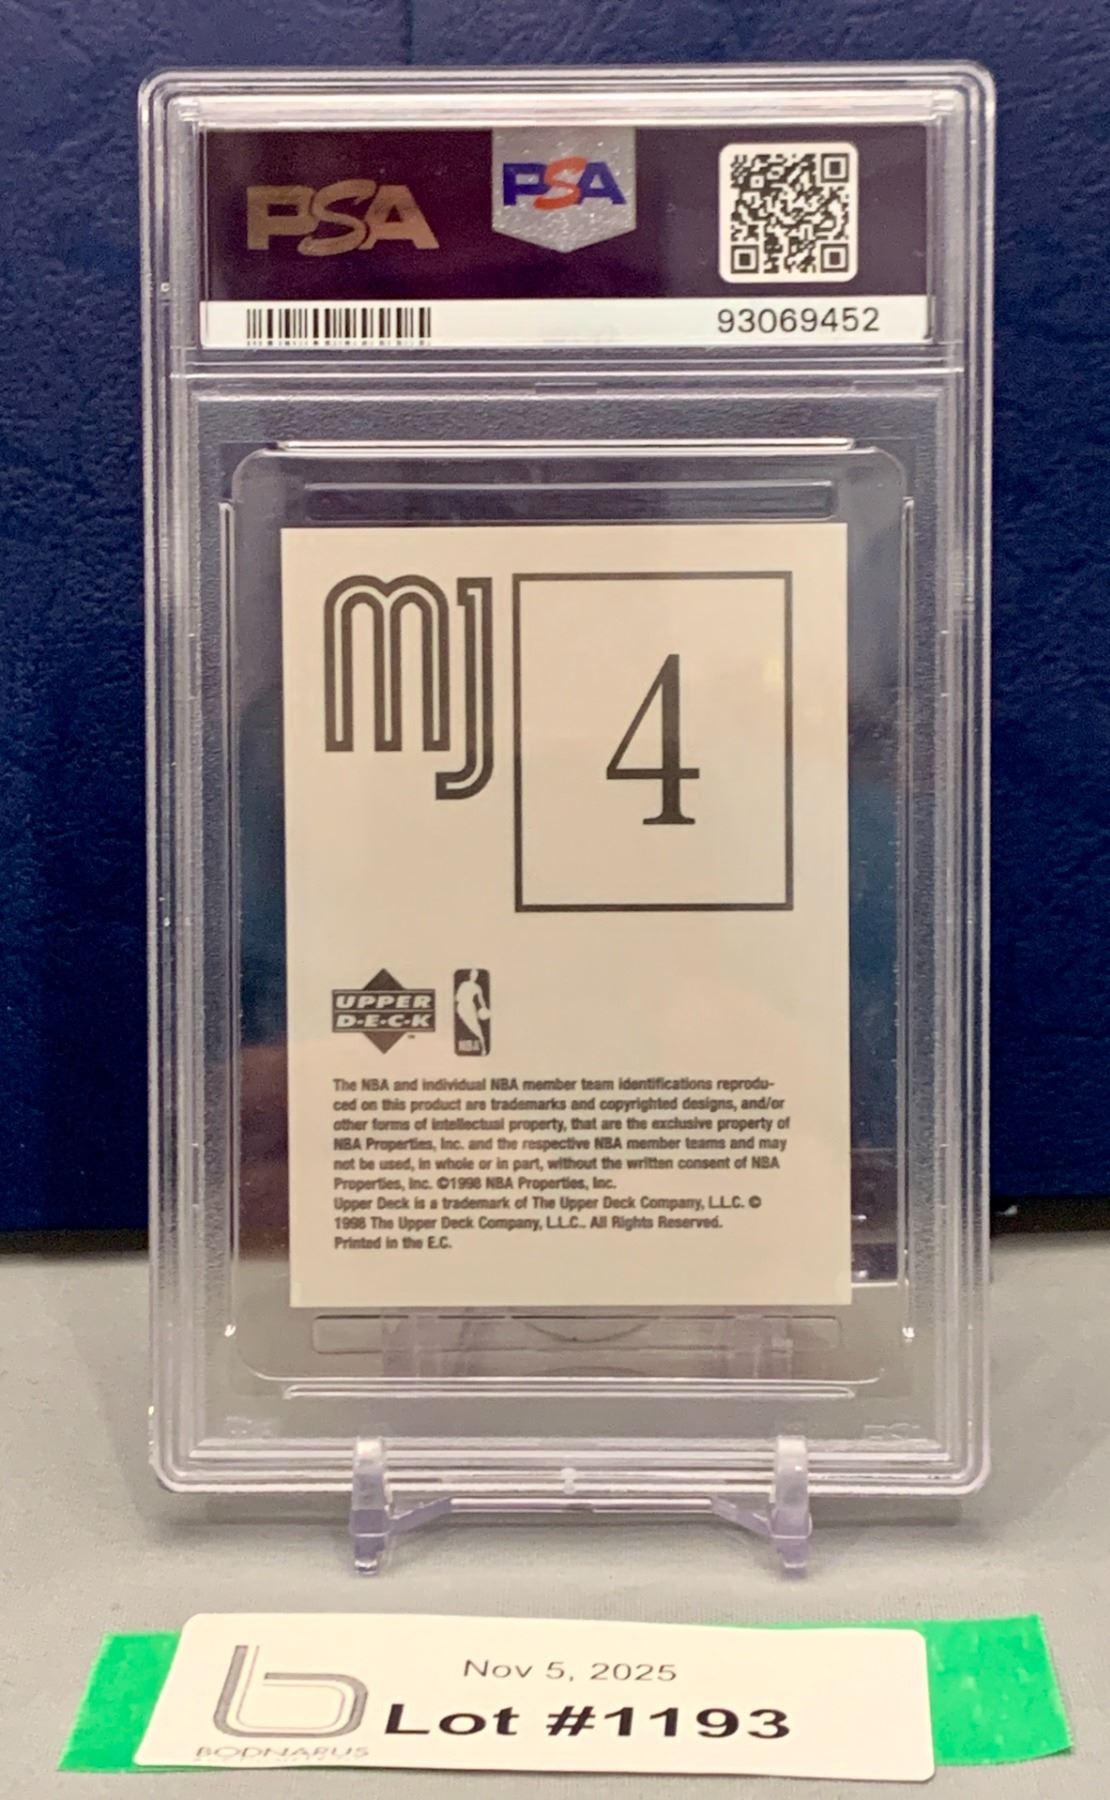 PSA
PSA
93069452
mj
4
UPPER
D·E·C·K
NBA
The NBA and individual NBA member team identifications reprodu-
ced on this product are trademarks and copyrighted designs, and/or
other forms of intellectual property, that are the exclusive property of
NBA Properties, Inc. and the respective NBA member teams and may
not be used, in whole or in part, without the written consent of NBA
Properties, Inc. ©1998 NBA Properties, Inc.
Upper Deck is a trademark of The Upper Deck Company, L.L.C. ©
1998 The Upper Deck Company, L.L.C.. All Rights Reserved.
Printed in the E.C.
Nov 5, 2025
Lot #1193
BODNARUS